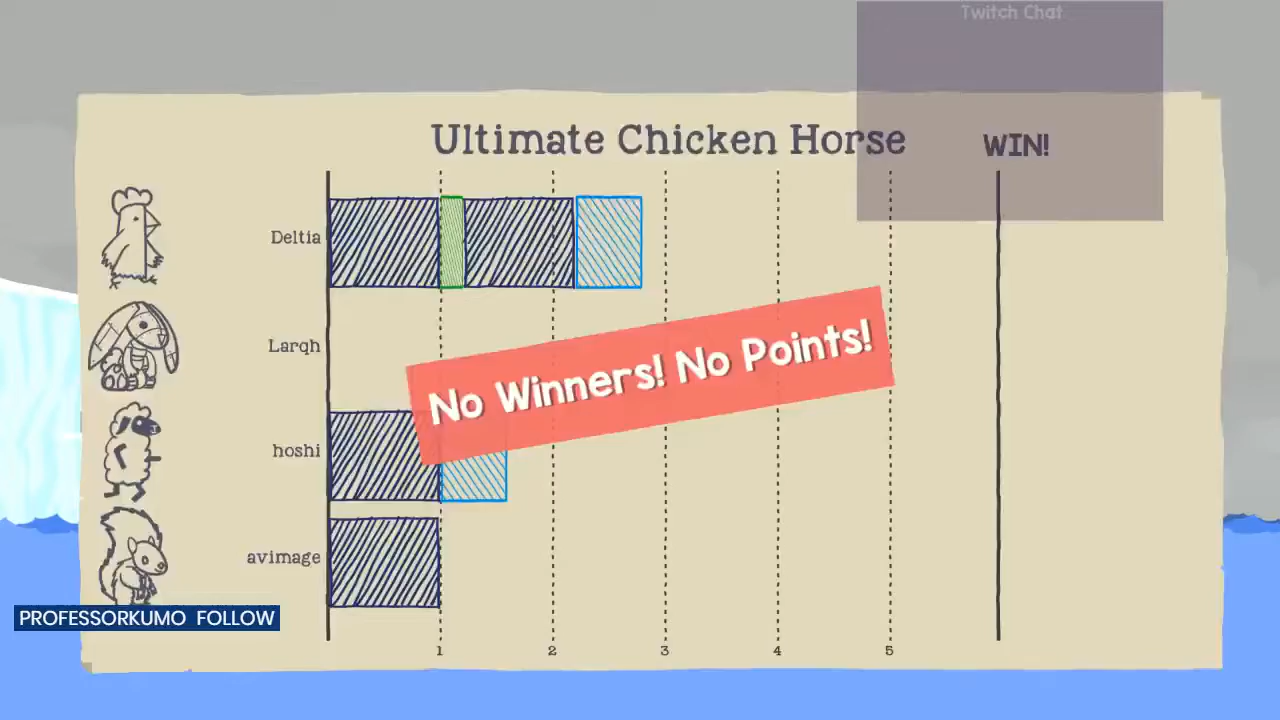 Twitch Chat
Ultimate Chicken Horse
WIN!
Deltia
Larqh
No Winners! No Points!
hoshi
avimage
PROFESSORKUMO FOLLOW
1 2 3 4 5